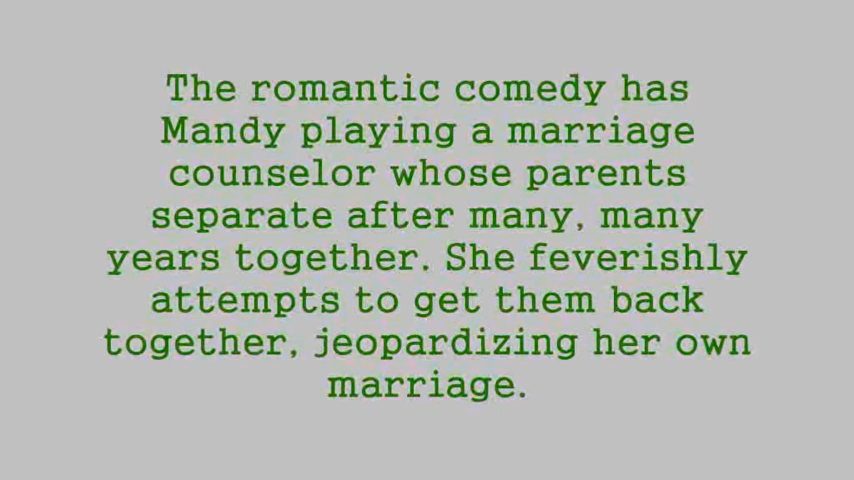 The romantic comedy has
Mandy playing a marriage
counselor whose parents
separate after many, many
years together. She feverishly
attempts to get them back
together, jeopardizing her own
marriage.